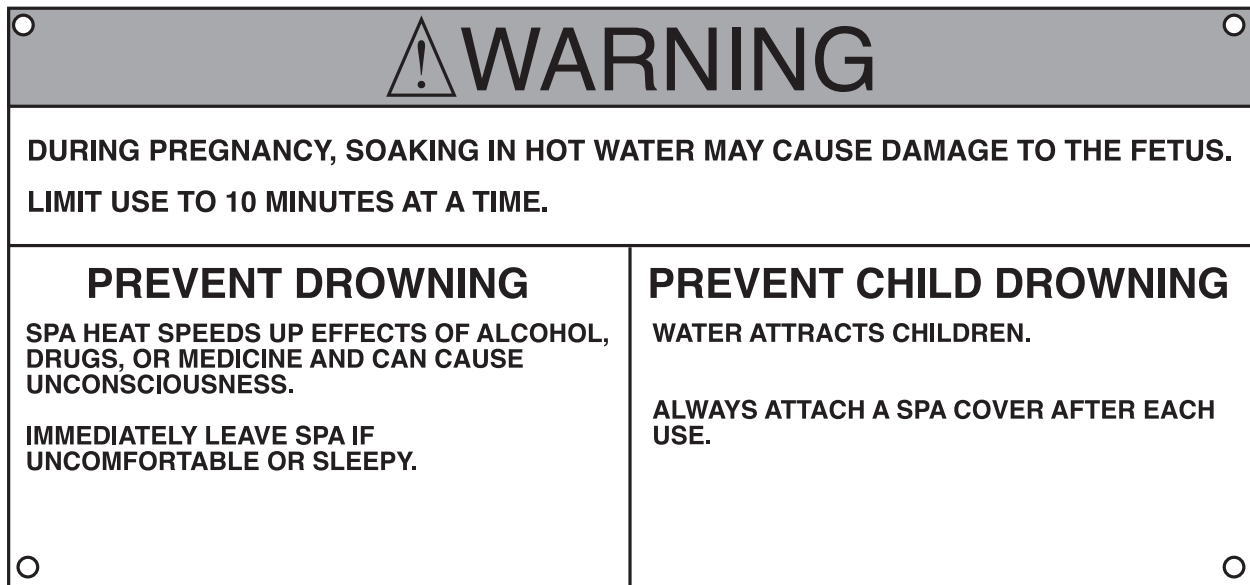 WARNING
DURING PREGNANCY, SOAKING IN HOT WATER MAY CAUSE DAMAGE TO THE FETUS.
LIMIT USE TO 10 MINUTES AT A TIME.
PREVENT DROWNING
SPA HEAT SPEEDS UP EFFECTS OF ALCOHOL,
DRUGS, OR MEDICINE AND CAN CAUSE
UNCONSCIOUSNESS.
IMMEDIATELY LEAVE SPA IF
UNCOMFORTABLE OR SLEEPY.
PREVENT CHILD DROWNING
WATER ATTRACTS CHILDREN.
ALWAYS ATTACH A SPA COVER AFTER EACH
USE.